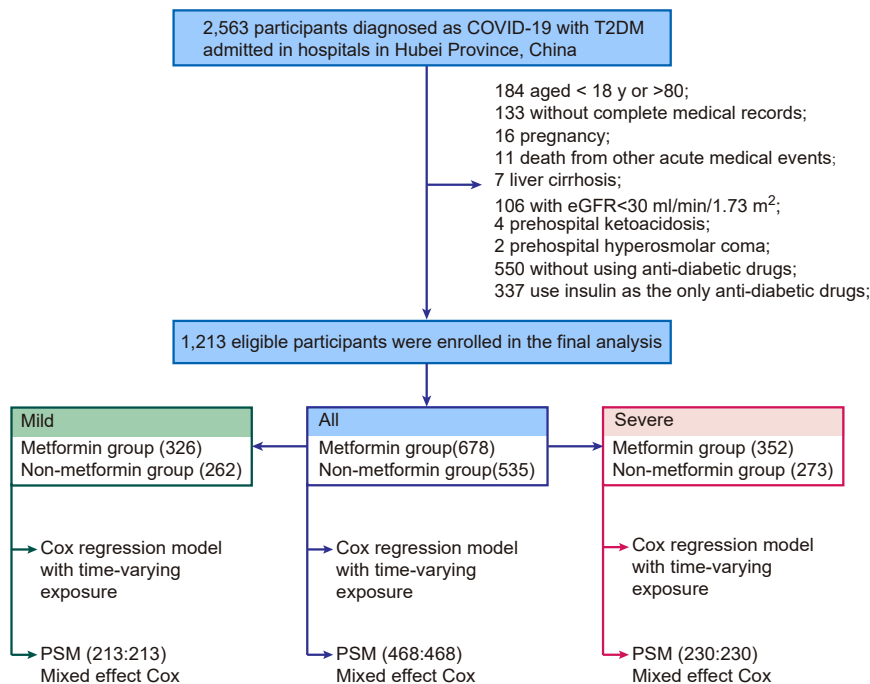 2,563 participants diagnosed as COVID-19 with T2DM
admitted in hospitals in Hubei Province, China
184 aged < 18 y or >80;
133 without complete medical records;
16 pregnancy;
11 death from other acute medical events;
7 liver cirrhosis;
106 with eGFR<30 ml/min/1.73 m²;
4 prehospital ketoacidosis;
2 prehospital hyperosmolar coma;
550 without using anti-diabetic drugs;
337 use insulin as the only anti-diabetic drugs;
1,213 eligible participants were enrolled in the final analysis
Mild
Metformin group (326)
Non-metformin group (262)
All
Metformin group(678)
Non-metformin group(535)
Severe
Metformin group (352)
Non-metformin group (273)
Cox regression model
with time-varying
exposure
PSM (213:213)
Mixed effect Cox
Cox regression model
with time-varying
exposure
PSM (468:468)
Mixed effect Cox
Cox regression model
with time-varying
exposure
PSM (230:230)
Mixed effect Cox